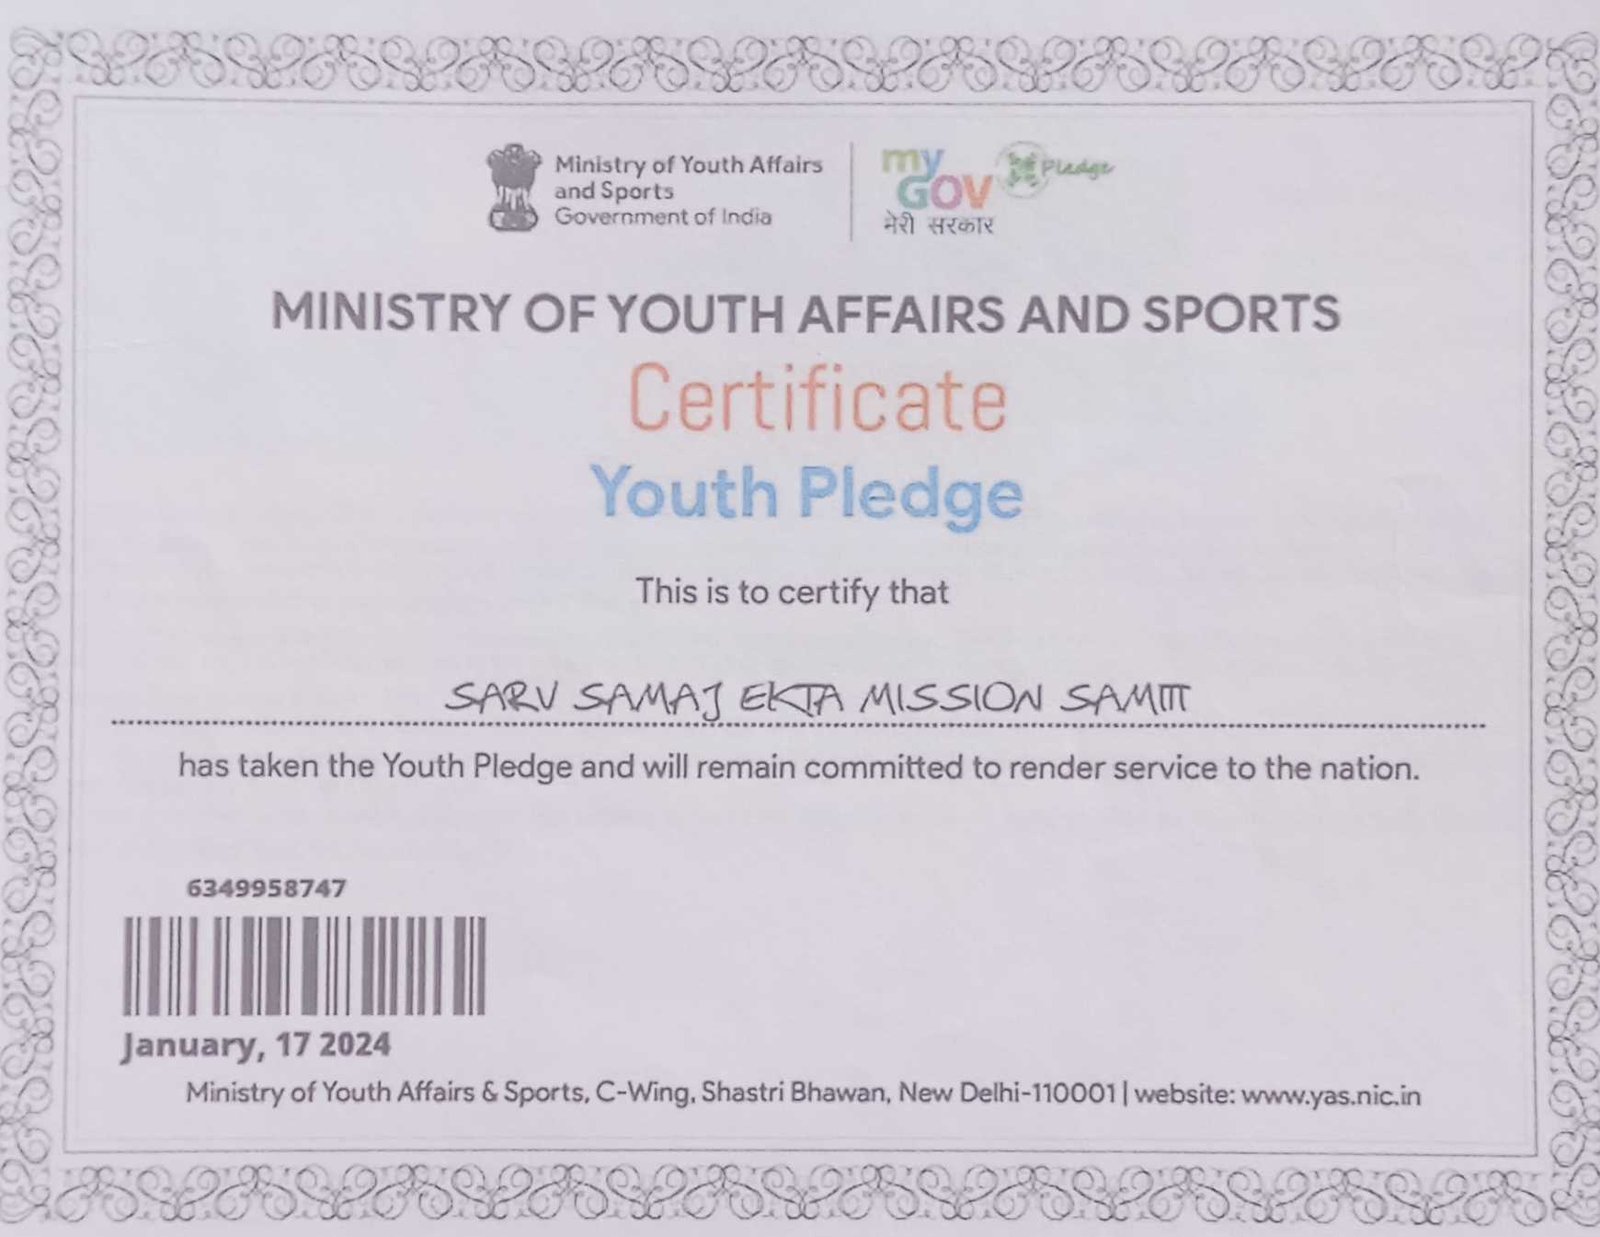 Ministry of Youth Affairs
and Sports
Government of India
my
GOV
मेरी सरकार
Pledge
MINISTRY OF YOUTH AFFAIRS AND SPORTS
Certificate
Youth Pledge
This is to certify that
SARV SAMAJ EKTA MISSION SAMITI
has taken the Youth Pledge and will remain committed to render service to the nation.
6349958747
January, 17 2024
Ministry of Youth Affairs & Sports, C-Wing, Shastri Bhawan, New Delhi-110001 | website: www.yas.nic.in